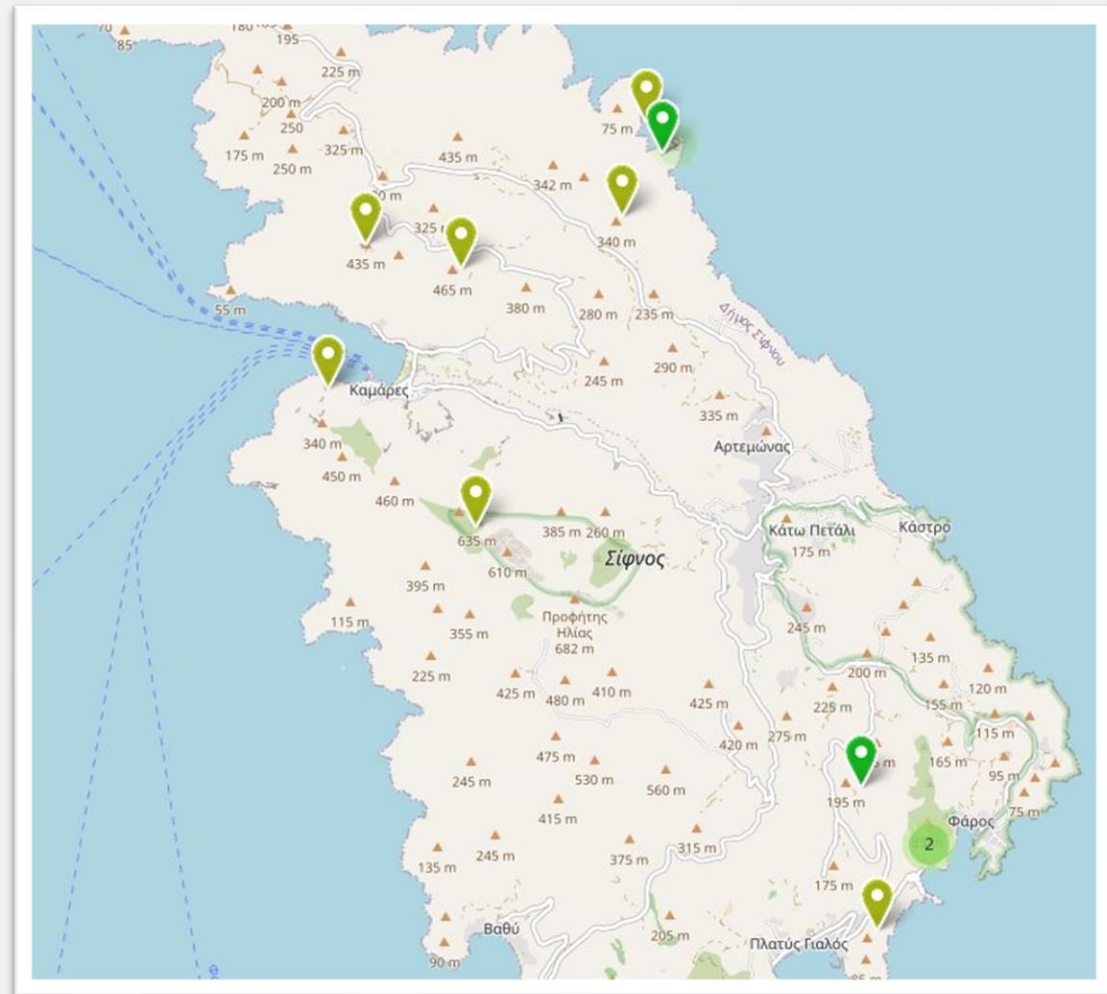 70
85
180
195
225 m
200 m
250
175 m
325 m
250 m
435 m
75 m
342 m
340 m
435 m
465 m
380 m
280 m
235 m
55 m
Δήμος Σίφνου
290 m
245 m
Καμάρες
335 m
340 m
Αρτεμώνας
450 m
460 m
Κάτω Πετάλι
Κάστρο
385 m
260 m
635 m
175 m
Σίφνος
610 m
395 m
115 m
355 m
Προφήτης
Ηλίας
682 m
245 m
135 m
225 m
200 m
425 m
480 m
410 m
425 m
225 m
155 m
120 m
420 m
275 m
115 m
475 m
165 m
245 m
530 m
560 m
95 m
195 m
415 m
75 m
Φάρος
135 m
245 m
375 m
315 m
2
175 m
205 m
Βαθύ
Πλατύς Γιαλός
90 m
85 m